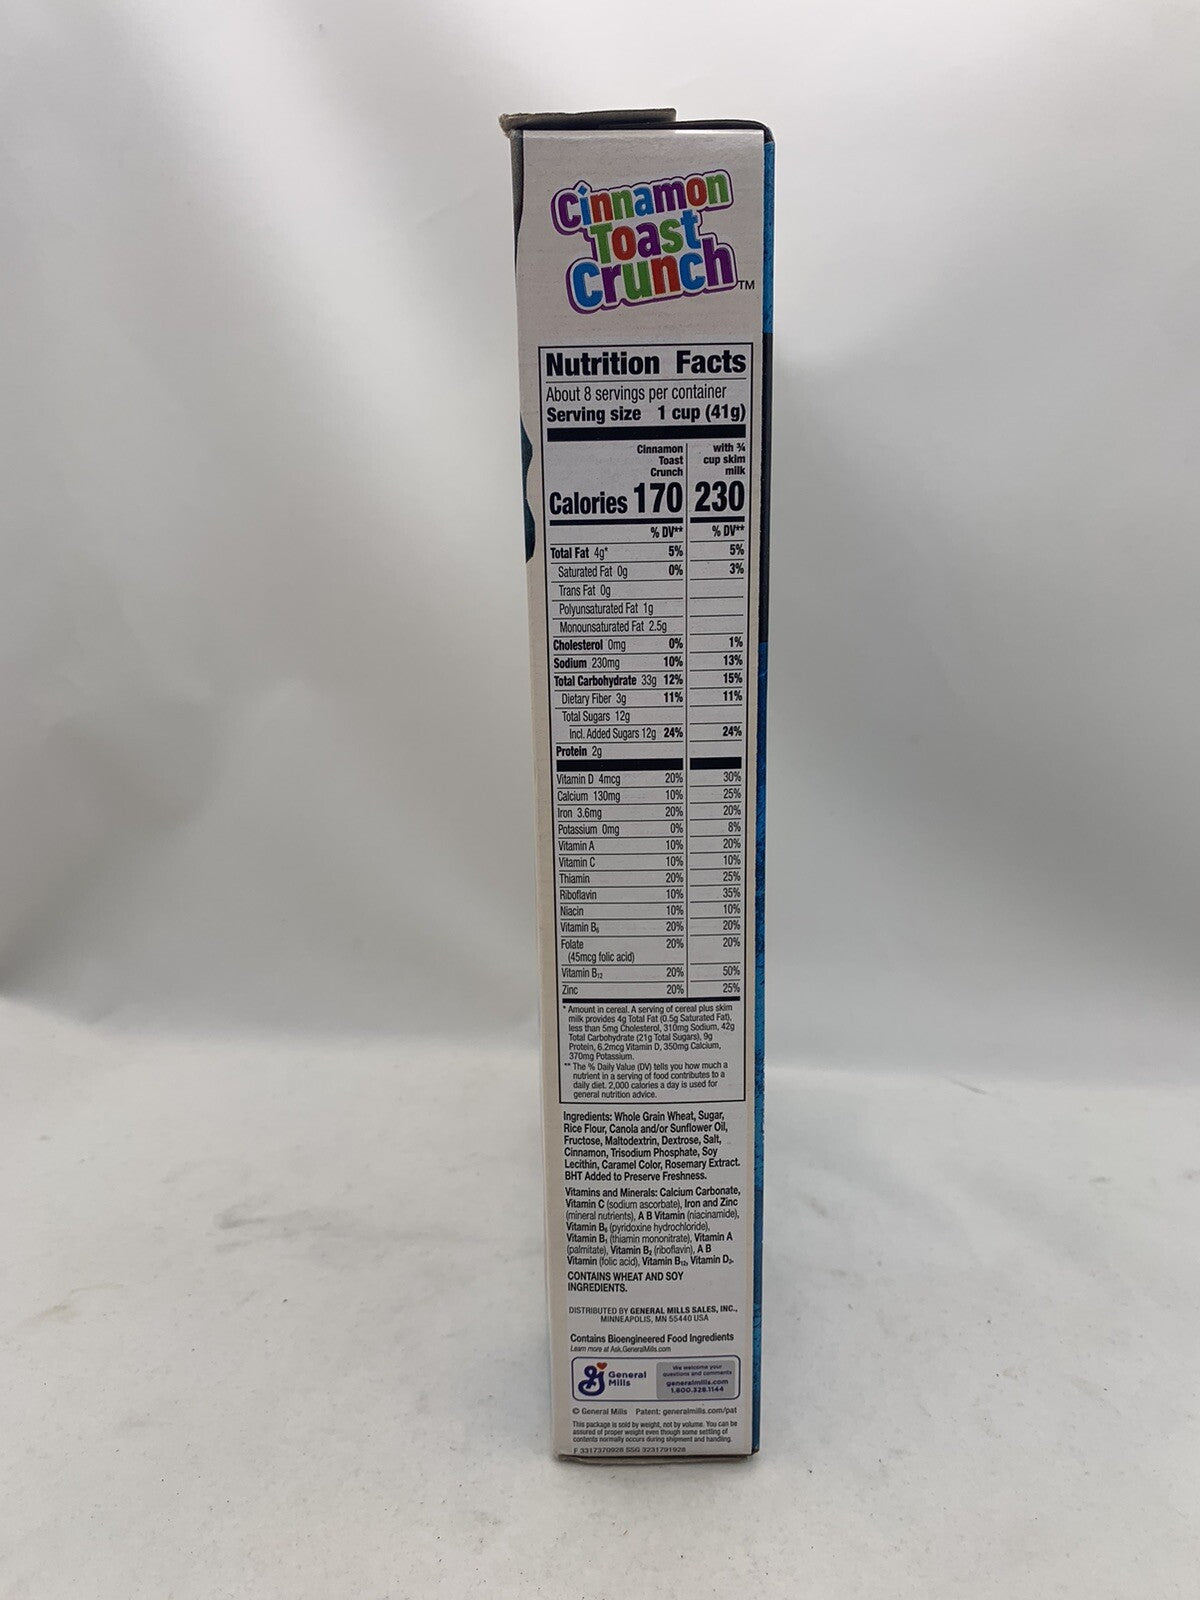 Cinnamon
Toast
Crunch™
Nutrition Facts
About 8 servings per container
Serving size 1 cup (41g)
Cinnamon Toast Crunch
with ¾ cup skim milk
Calories 170 230
% DV** % DV**
Total Fat 4g* 5% 5%
Saturated Fat 0g 0% 3%
Trans Fat 0g
Polyunsaturated Fat 1g
Monounsaturated Fat 2.5g
Cholesterol 0mg 0% 1%
Sodium 230mg 10% 13%
Total Carbohydrate 33g 12% 15%
Dietary Fiber 3g 11% 11%
Total Sugars 12g
Incl. Added Sugars 12g 24% 24%
Protein 2g
Vitamin D 4mcg 20% 30%
Calcium 130mg 10% 25%
Iron 3.6mg 20% 20%
Potassium 0mg 0% 8%
Vitamin A 10% 20%
Vitamin C 10% 10%
Thiamin 20% 25%
Riboflavin 10% 35%
Niacin 10% 10%
Vitamin B₆ 20% 20%
Folate 20% 20%
(45mcg folic acid)
Vitamin B₁₂ 20% 50%
Zinc 20% 25%
* Amount in cereal. A serving of cereal plus skim
milk provides 4g Total Fat (0.5g Saturated Fat),
less than 5mg Cholesterol, 310mg Sodium, 42g
Total Carbohydrate (21g Total Sugars), 9g
Protein, 6.2mcg Vitamin D, 350mg Calcium,
370mg Potassium.
** The % Daily Value (DV) tells you how much a
nutrient in a serving of food contributes to a
daily diet. 2,000 calories a day is used for
general nutrition advice.
Ingredients: Whole Grain Wheat, Sugar,
Rice Flour, Canola and/or Sunflower Oil,
Fructose, Maltodextrin, Dextrose, Salt,
Cinnamon, Trisodium Phosphate, Soy
Lecithin, Caramel Color, Rosemary Extract.
BHT Added to Preserve Freshness.
Vitamins and Minerals: Calcium Carbonate,
Vitamin C (sodium ascorbate), Iron and Zinc
(mineral nutrients), A B Vitamin (niacinamide),
Vitamin B₆ (pyridoxine hydrochloride),
Vitamin B₁ (thiamin mononitrate), Vitamin A
(palmitate), Vitamin B₂ (riboflavin), A B
Vitamin (folic acid), Vitamin B₁₂, Vitamin D₃.
CONTAINS WHEAT AND SOY
INGREDIENTS.
DISTRIBUTED BY GENERAL MILLS SALES, INC.,
MINNEAPOLIS, MN 55440 USA
Contains Bioengineered Food Ingredients
Learn more at Ask.GeneralMills.com
General
Mills
We welcome your
questions and comments
generalmills.com
1.800.328.1144
© General Mills Patent: generalmills.com/pat
This package is sold by weight, not by volume. You can be
assured of proper weight even though some settling of
contents normally occurs during shipment and handling.
F 3317370928 SSG 3231791928